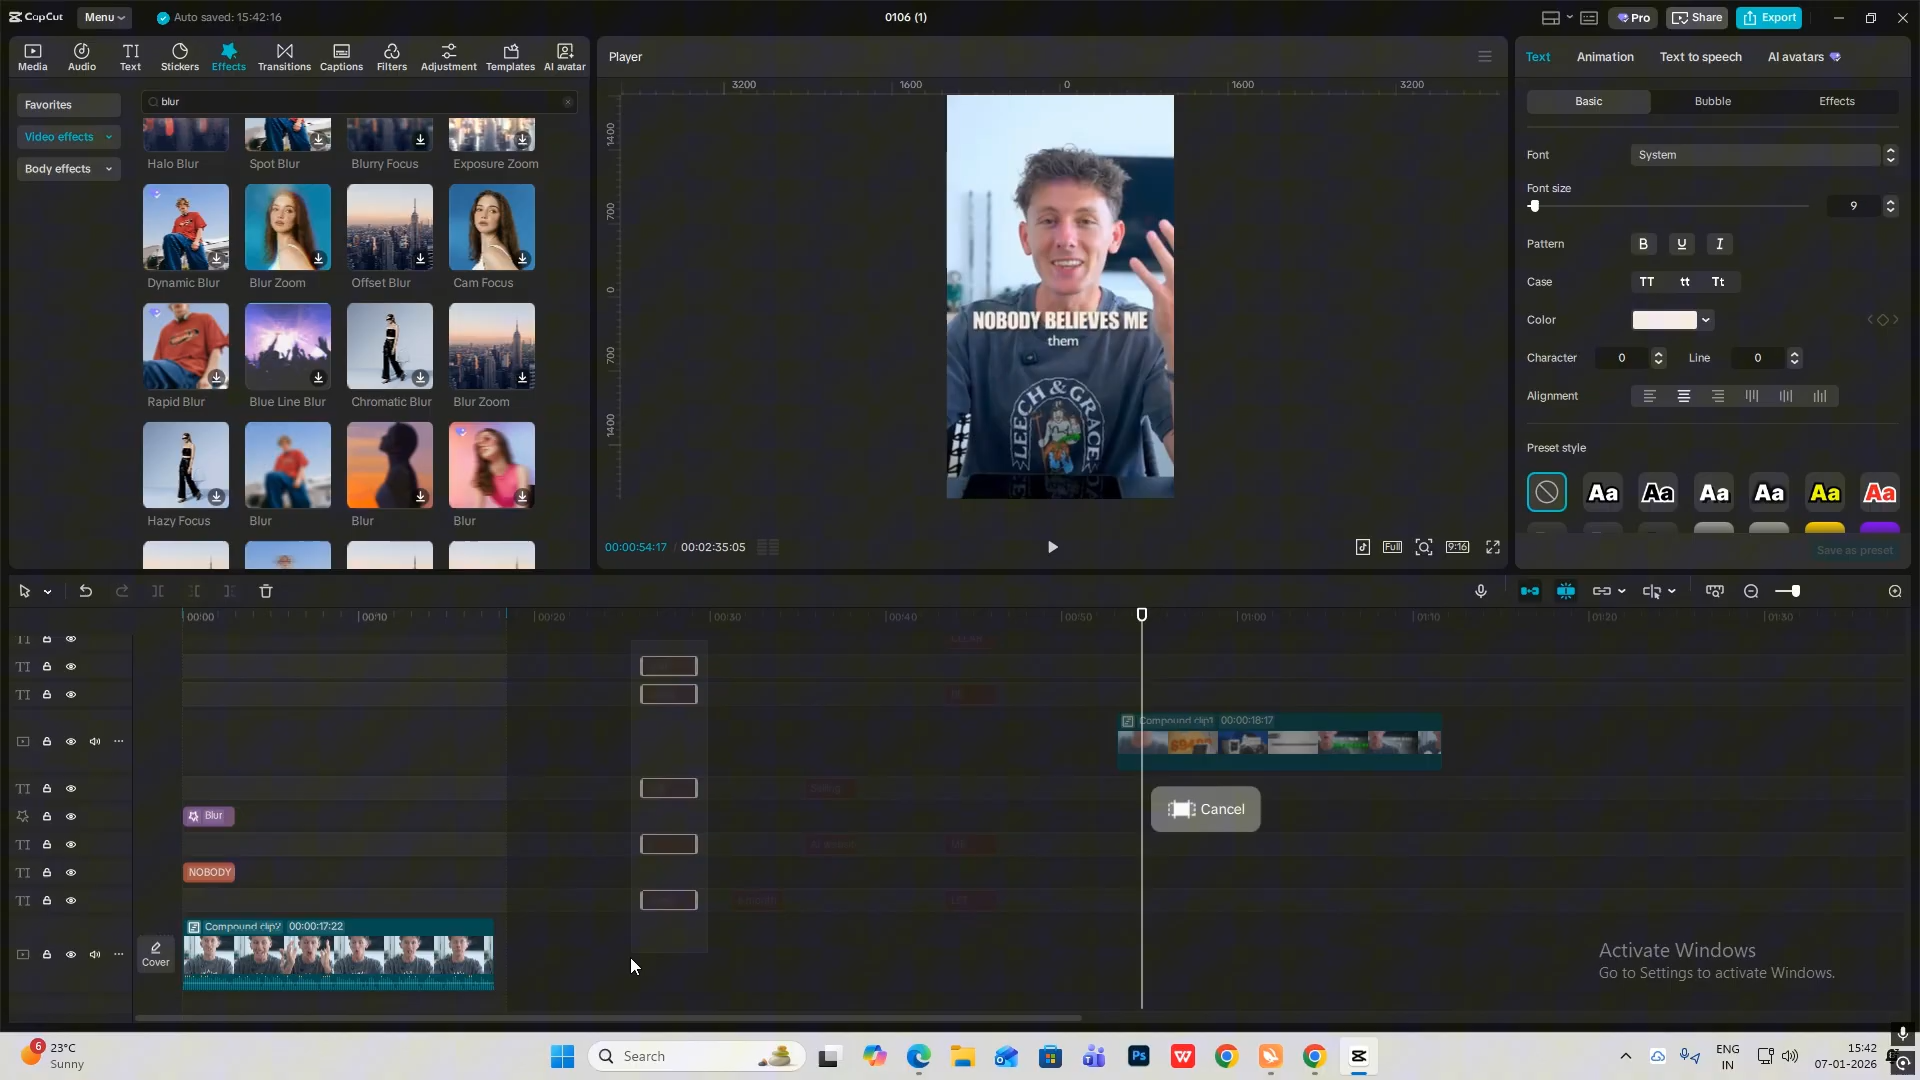 CapCut Menu Auto saved: 15:42:16 0106 (1) Pro Share Export
Media Audio Text Stickers Effects Transitions Captions Filters Adjustment Templates AI avatar
Player
Text Animation Text to speech AI avatars
3200 1600 0 1600 3200
Favorites
blur
Basic Bubble Effects
Video effects
Body effects
Halo Blur Spot Blur Blurry Focus Exposure Zoom
Font System
Font size
9
Pattern B U I
Dynamic Blur Blur Zoom Offset Blur Cam Focus
Case TT tt Tt
Color
Character 0 Line 0
Alignment
Rapid Blur Blue Line Blur Chromatic Blur Blur Zoom
Preset style
Aa Aa Aa Aa Aa Aa
Hazy Focus Blur Blur Blur
Save as preset
1400
700
0
700
1400
NOBODY BELIEVES ME
them
LEECH & GRACE
00:00:54:17 / 00:02:35:05
Full 9:16
00:00 00:10 00:20 00:30 00:40 00:50 01:00 01:10 01:20 01:30
Compound clip1 00:00:18:17
Blur
Cancel
NOBODY
Compound clip2 00:00:17:22
Cover
Activate Windows
Go to Settings to activate Windows.
6 23°C
Sunny
Search
Ps
ENG
IN
15:42
07-01-2026